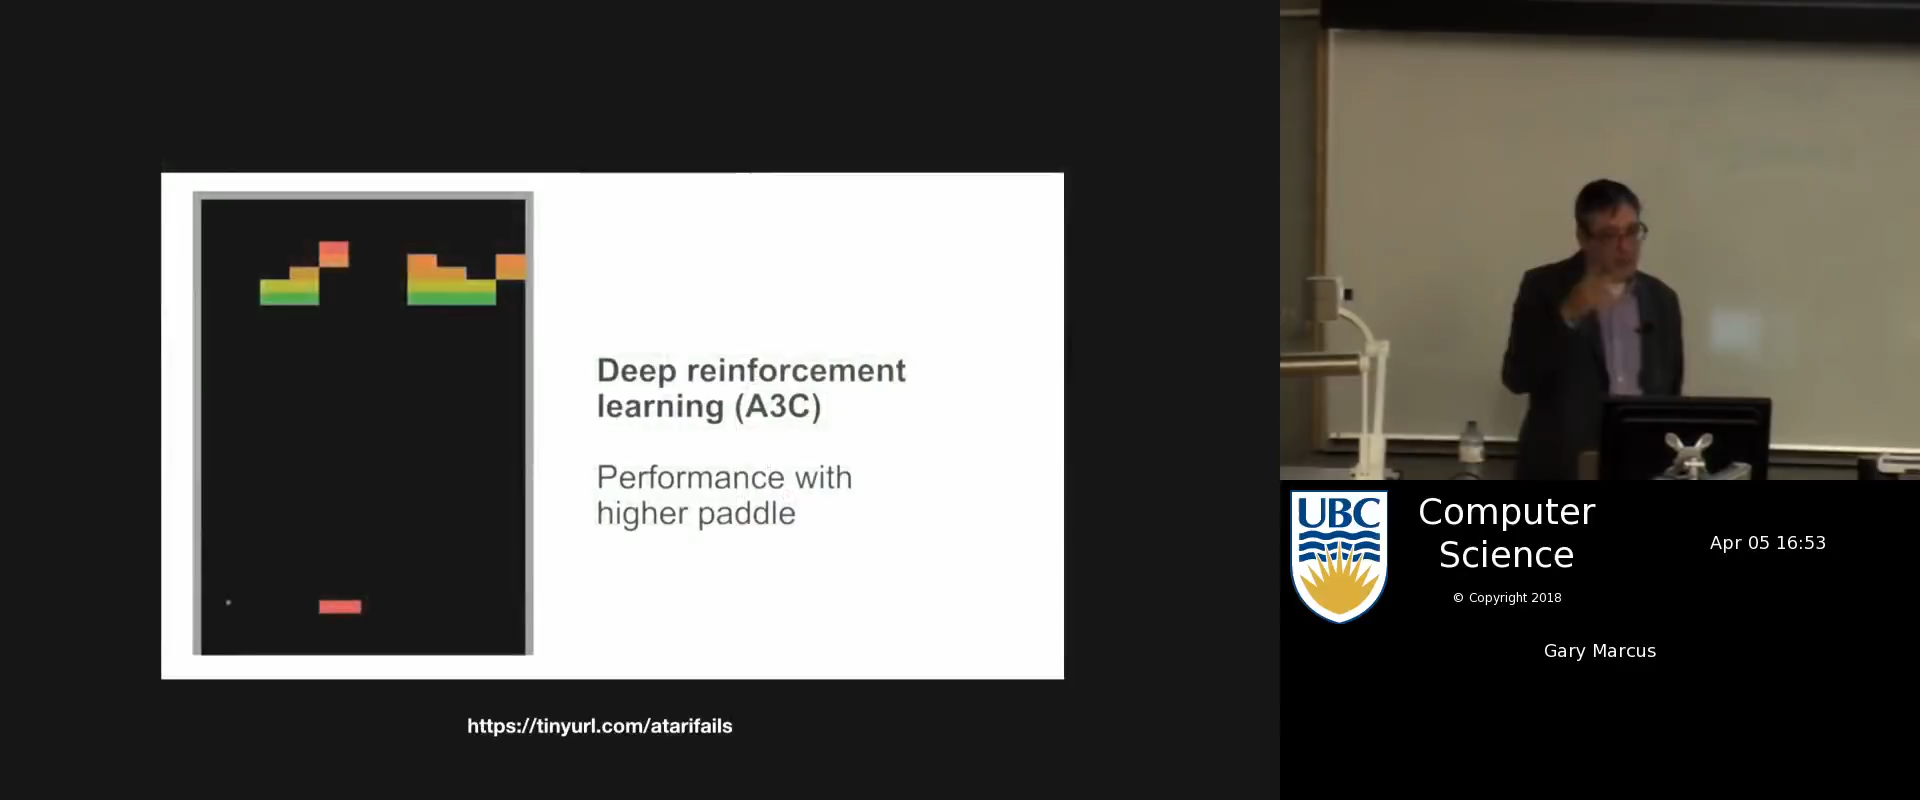 Deep reinforcement
learning (A3C)
Performance with
higher paddle
https://tinyurl.com/atarifails
UBC
Computer
Science
Apr 05 16:53
© Copyright 2018
Gary Marcus